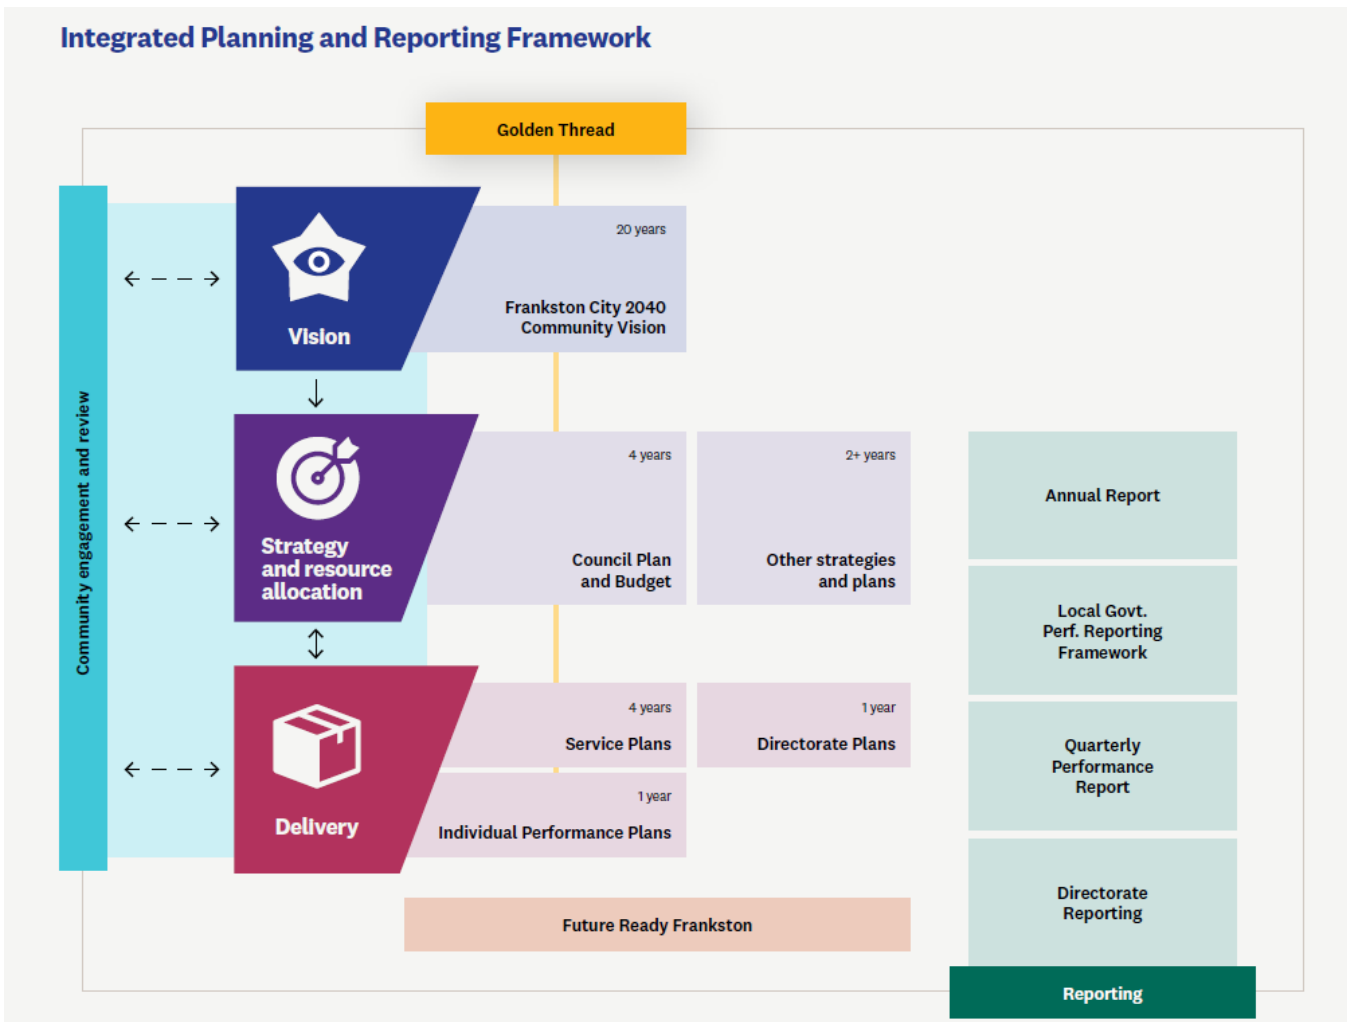 Integrated Planning and Reporting Framework
Golden Thread
Community engagement and review
Vision
20 years
Frankston City 2040
Community Vision
Strategy
and resource
allocation
4 years
Council Plan
and Budget
2+ years
Other strategies
and plans
Delivery
4 years
Service Plans
1 year
Directorate Plans
1 year
Individual Performance Plans
Future Ready Frankston
Annual Report
Local Govt.
Perf. Reporting
Framework
Quarterly
Performance
Report
Directorate
Reporting
Reporting